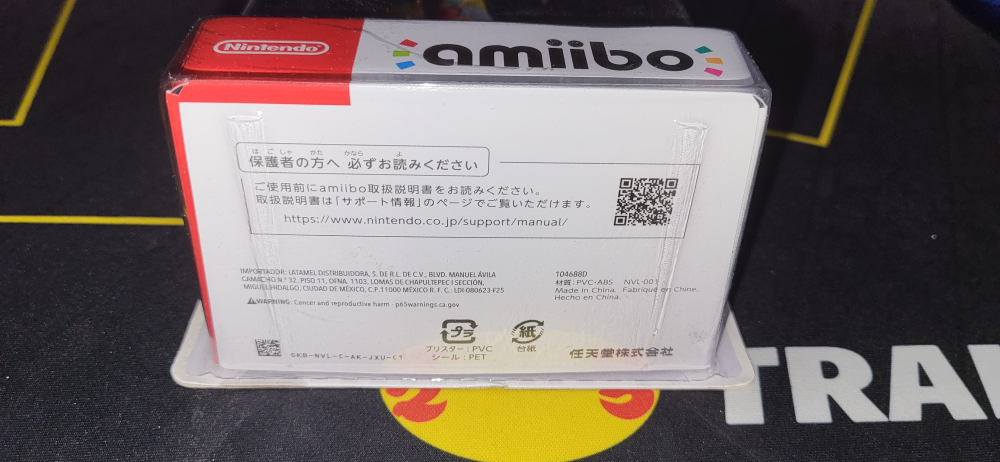 Nintendo
amiibo
アミーボ
ほごしゃ かた かなら よ
保護者の方へ 必ずお読みください
ご使用前にamiibo取扱説明書をお読みください。
取扱説明書は「サポート情報」のページでご覧いただけます。
https://www.nintendo.co.jp/support/manual/
IMPORTADOR: LATAMEL DISTRIBUIDORA, S. DE R.L. DE C.V., BLVD. MANUEL ÁVILA
CAMACHO N.° 32, PISO 11, OFNA. 1103, LOMAS DE CHAPULTEPEC I SECCIÓN,
MIGUEL HIDALGO, CIUDAD DE MÉXICO, C.P. 11000 MÉXICO R. F. C.: LDI-080623-F25
WARNING: Cancer and reproductive harm - p65warnings.ca.gov
104688D
材質:PVC・ABS NVL-001
Made in China. Fabriqué en Chine.
Hecho en China.
プラ
紙
ブリスター:PVC
シール:PET
台紙
任天堂株式会社
GKB-NVL-C-AK-JXU-C1
TRA